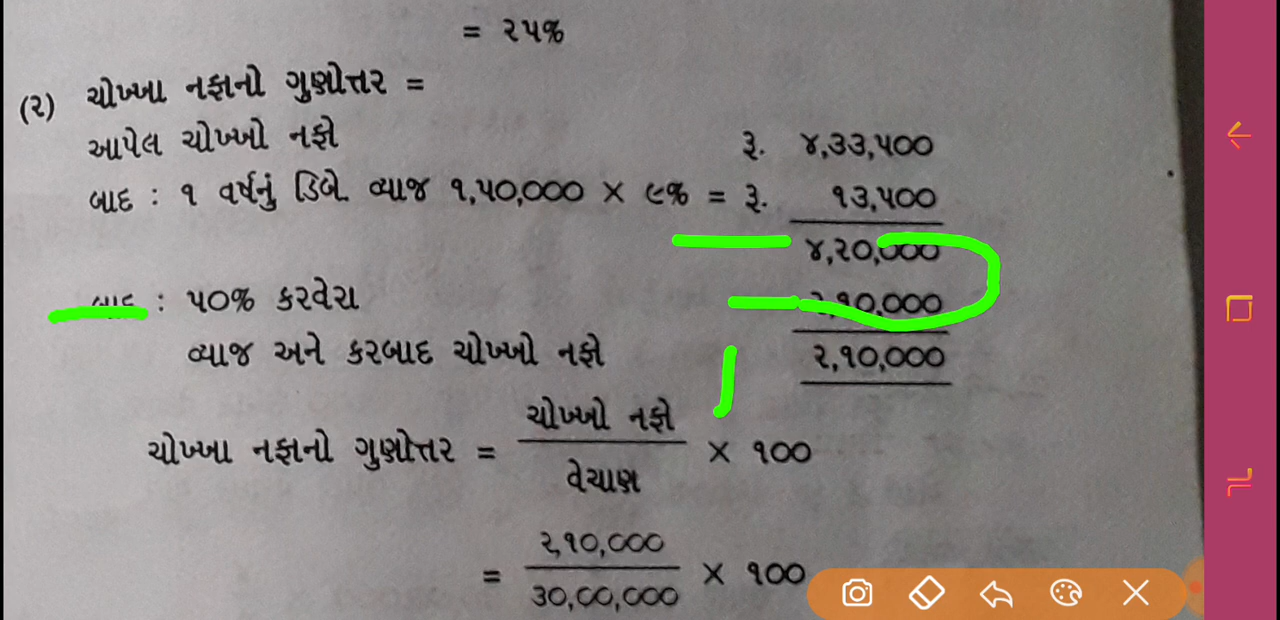 = ૨૫%
(૨) ચોખ્ખા નફાનો ગુણોત્તર =
આપેલ ચોખ્ખો નફો રૂ. ૪,૩૩,૫૦૦
બાદ : ૧ વર્ષનું ડિબે. વ્યાજ ૧,૫૦,૦૦૦ × ૯% = રૂ. ૧૩,૫૦૦
૪,૨૦,૦૦૦
બાદ : ૫૦% કરવેરા ૨,૧૦,૦૦૦
વ્યાજ અને કરબાદ ચોખ્ખો નફો ૨,૧૦,૦૦૦
ચોખ્ખા નફાનો ગુણોત્તર = ચોખ્ખો નફો
વેચાણ × ૧૦૦
= ૨,૧૦,૦૦૦
૩૦,૦૦,૦૦૦ × ૧૦૦